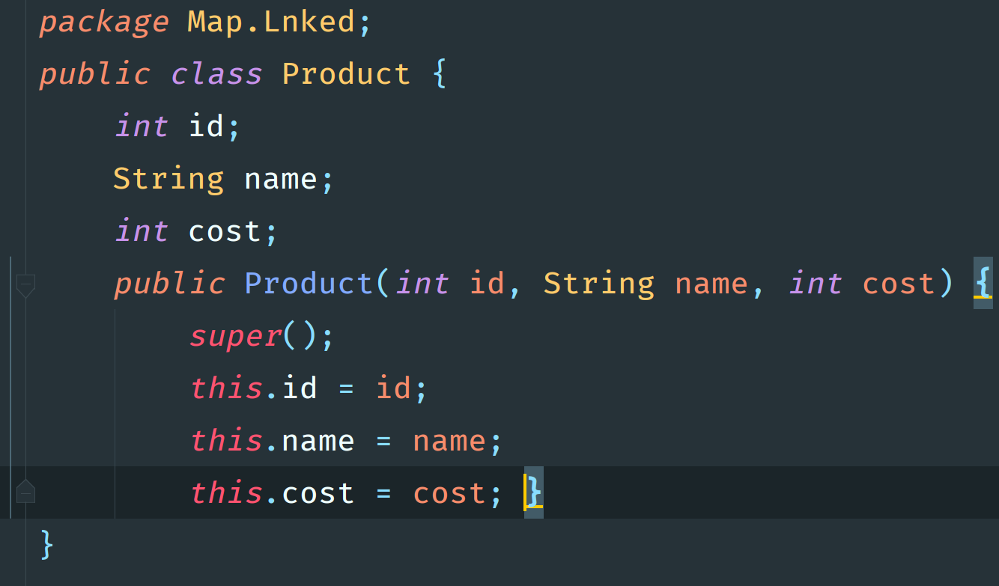 package Map.Lnked;
public class Product {
    int id;
    String name;
    int cost;
    public Product(int id, String name, int cost) {
        super();
        this.id = id;
        this.name = name;
        this.cost = cost; }
}